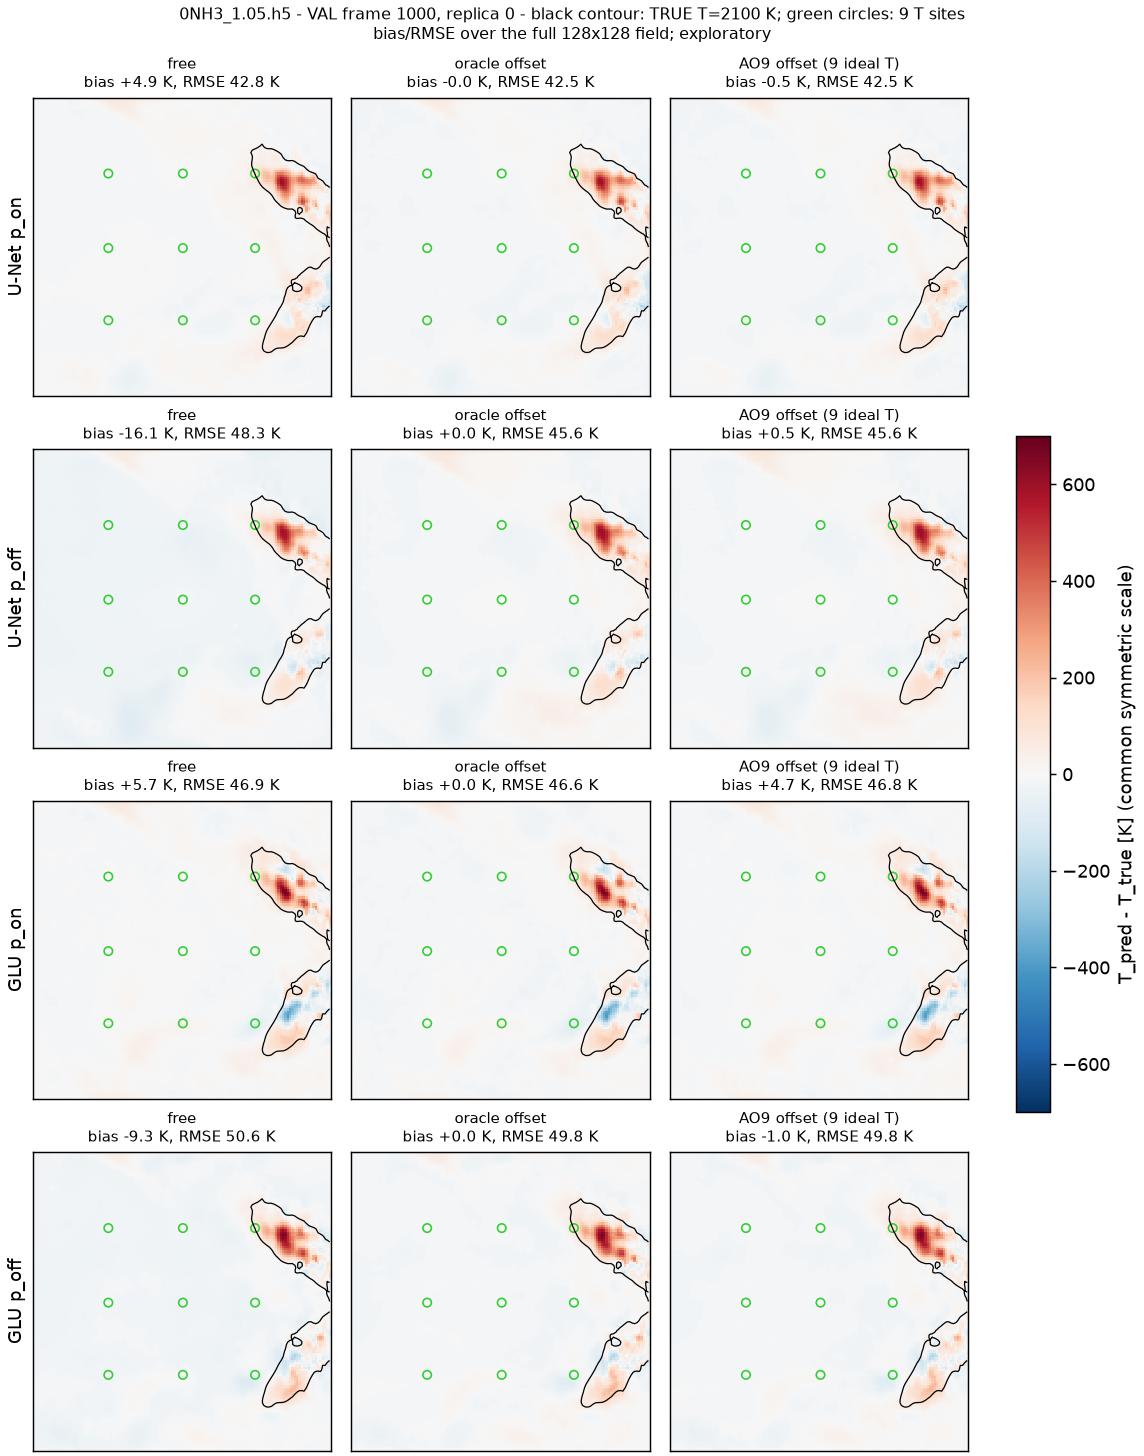 0NH3_1.05.h5 - VAL frame 1000, replica 0 - black contour: TRUE T=2100 K; green circles: 9 T sites
bias/RMSE over the full 128x128 field; exploratory
free
bias +4.9 K, RMSE 42.8 K
oracle offset
bias -0.0 K, RMSE 42.5 K
AO9 offset (9 ideal T)
bias -0.5 K, RMSE 42.5 K
U-Net p_on
free
bias -16.1 K, RMSE 48.3 K
oracle offset
bias +0.0 K, RMSE 45.6 K
AO9 offset (9 ideal T)
bias +0.5 K, RMSE 45.6 K
U-Net p_off
free
bias +5.7 K, RMSE 46.9 K
oracle offset
bias +0.0 K, RMSE 46.6 K
AO9 offset (9 ideal T)
bias +4.7 K, RMSE 46.8 K
GLU p_on
free
bias -9.3 K, RMSE 50.6 K
oracle offset
bias +0.0 K, RMSE 49.8 K
AO9 offset (9 ideal T)
bias -1.0 K, RMSE 49.8 K
GLU p_off
600
400
200
0
−200
−400
−600
T_pred - T_true [K] (common symmetric scale)